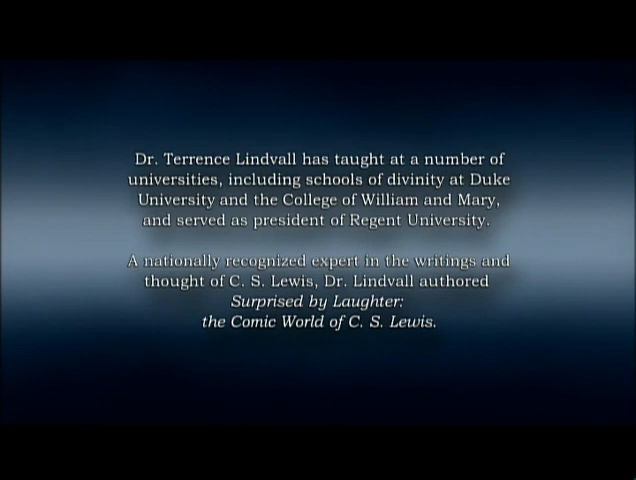 Dr. Terrence Lindvall has taught at a number of
universities, including schools of divinity at Duke
University and the College of William and Mary,
and served as president of Regent University.
A nationally recognized expert in the writings and
thought of C. S. Lewis, Dr. Lindvall authored
Surprised by Laughter:
the Comic World of C. S. Lewis.